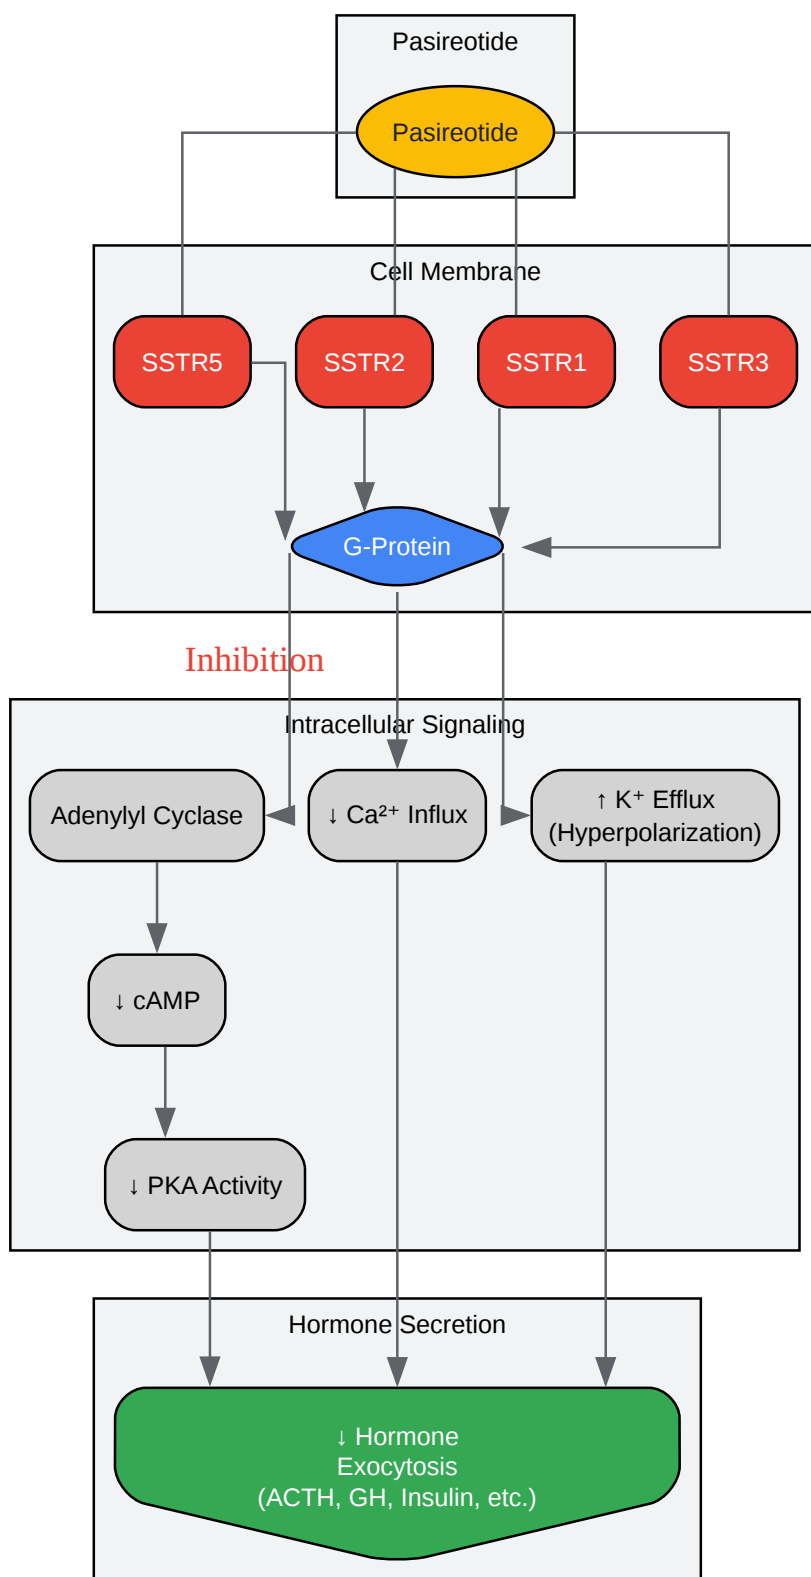 Pasireotide
Pasireotide
Cell Membrane
SSTR5
SSTR2
SSTR1
SSTR3
G-Protein
Inhibition
Intracellular Signaling
Adenylyl Cyclase
↓ Ca²⁺ Influx
↑ K⁺ Efflux
(Hyperpolarization)
↓ cAMP
↓ PKA Activity
Hormone Secretion
↓ Hormone
Exocytosis
(ACTH, GH, Insulin, etc.)